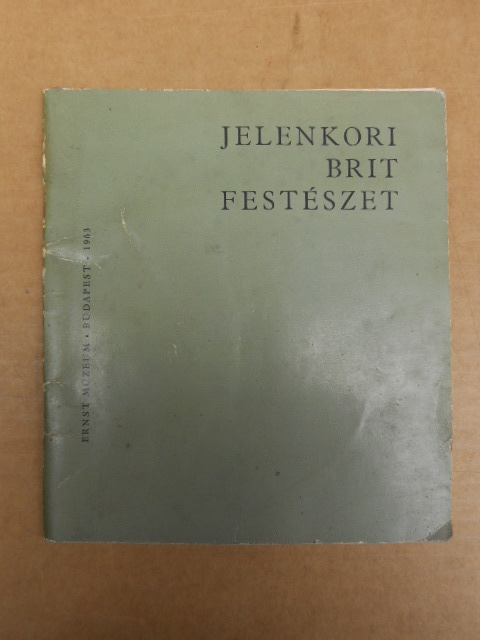 JELENKORI
BRIT
FESTÉSZET
ERNST MÚZEUM • BUDAPEST • 1963